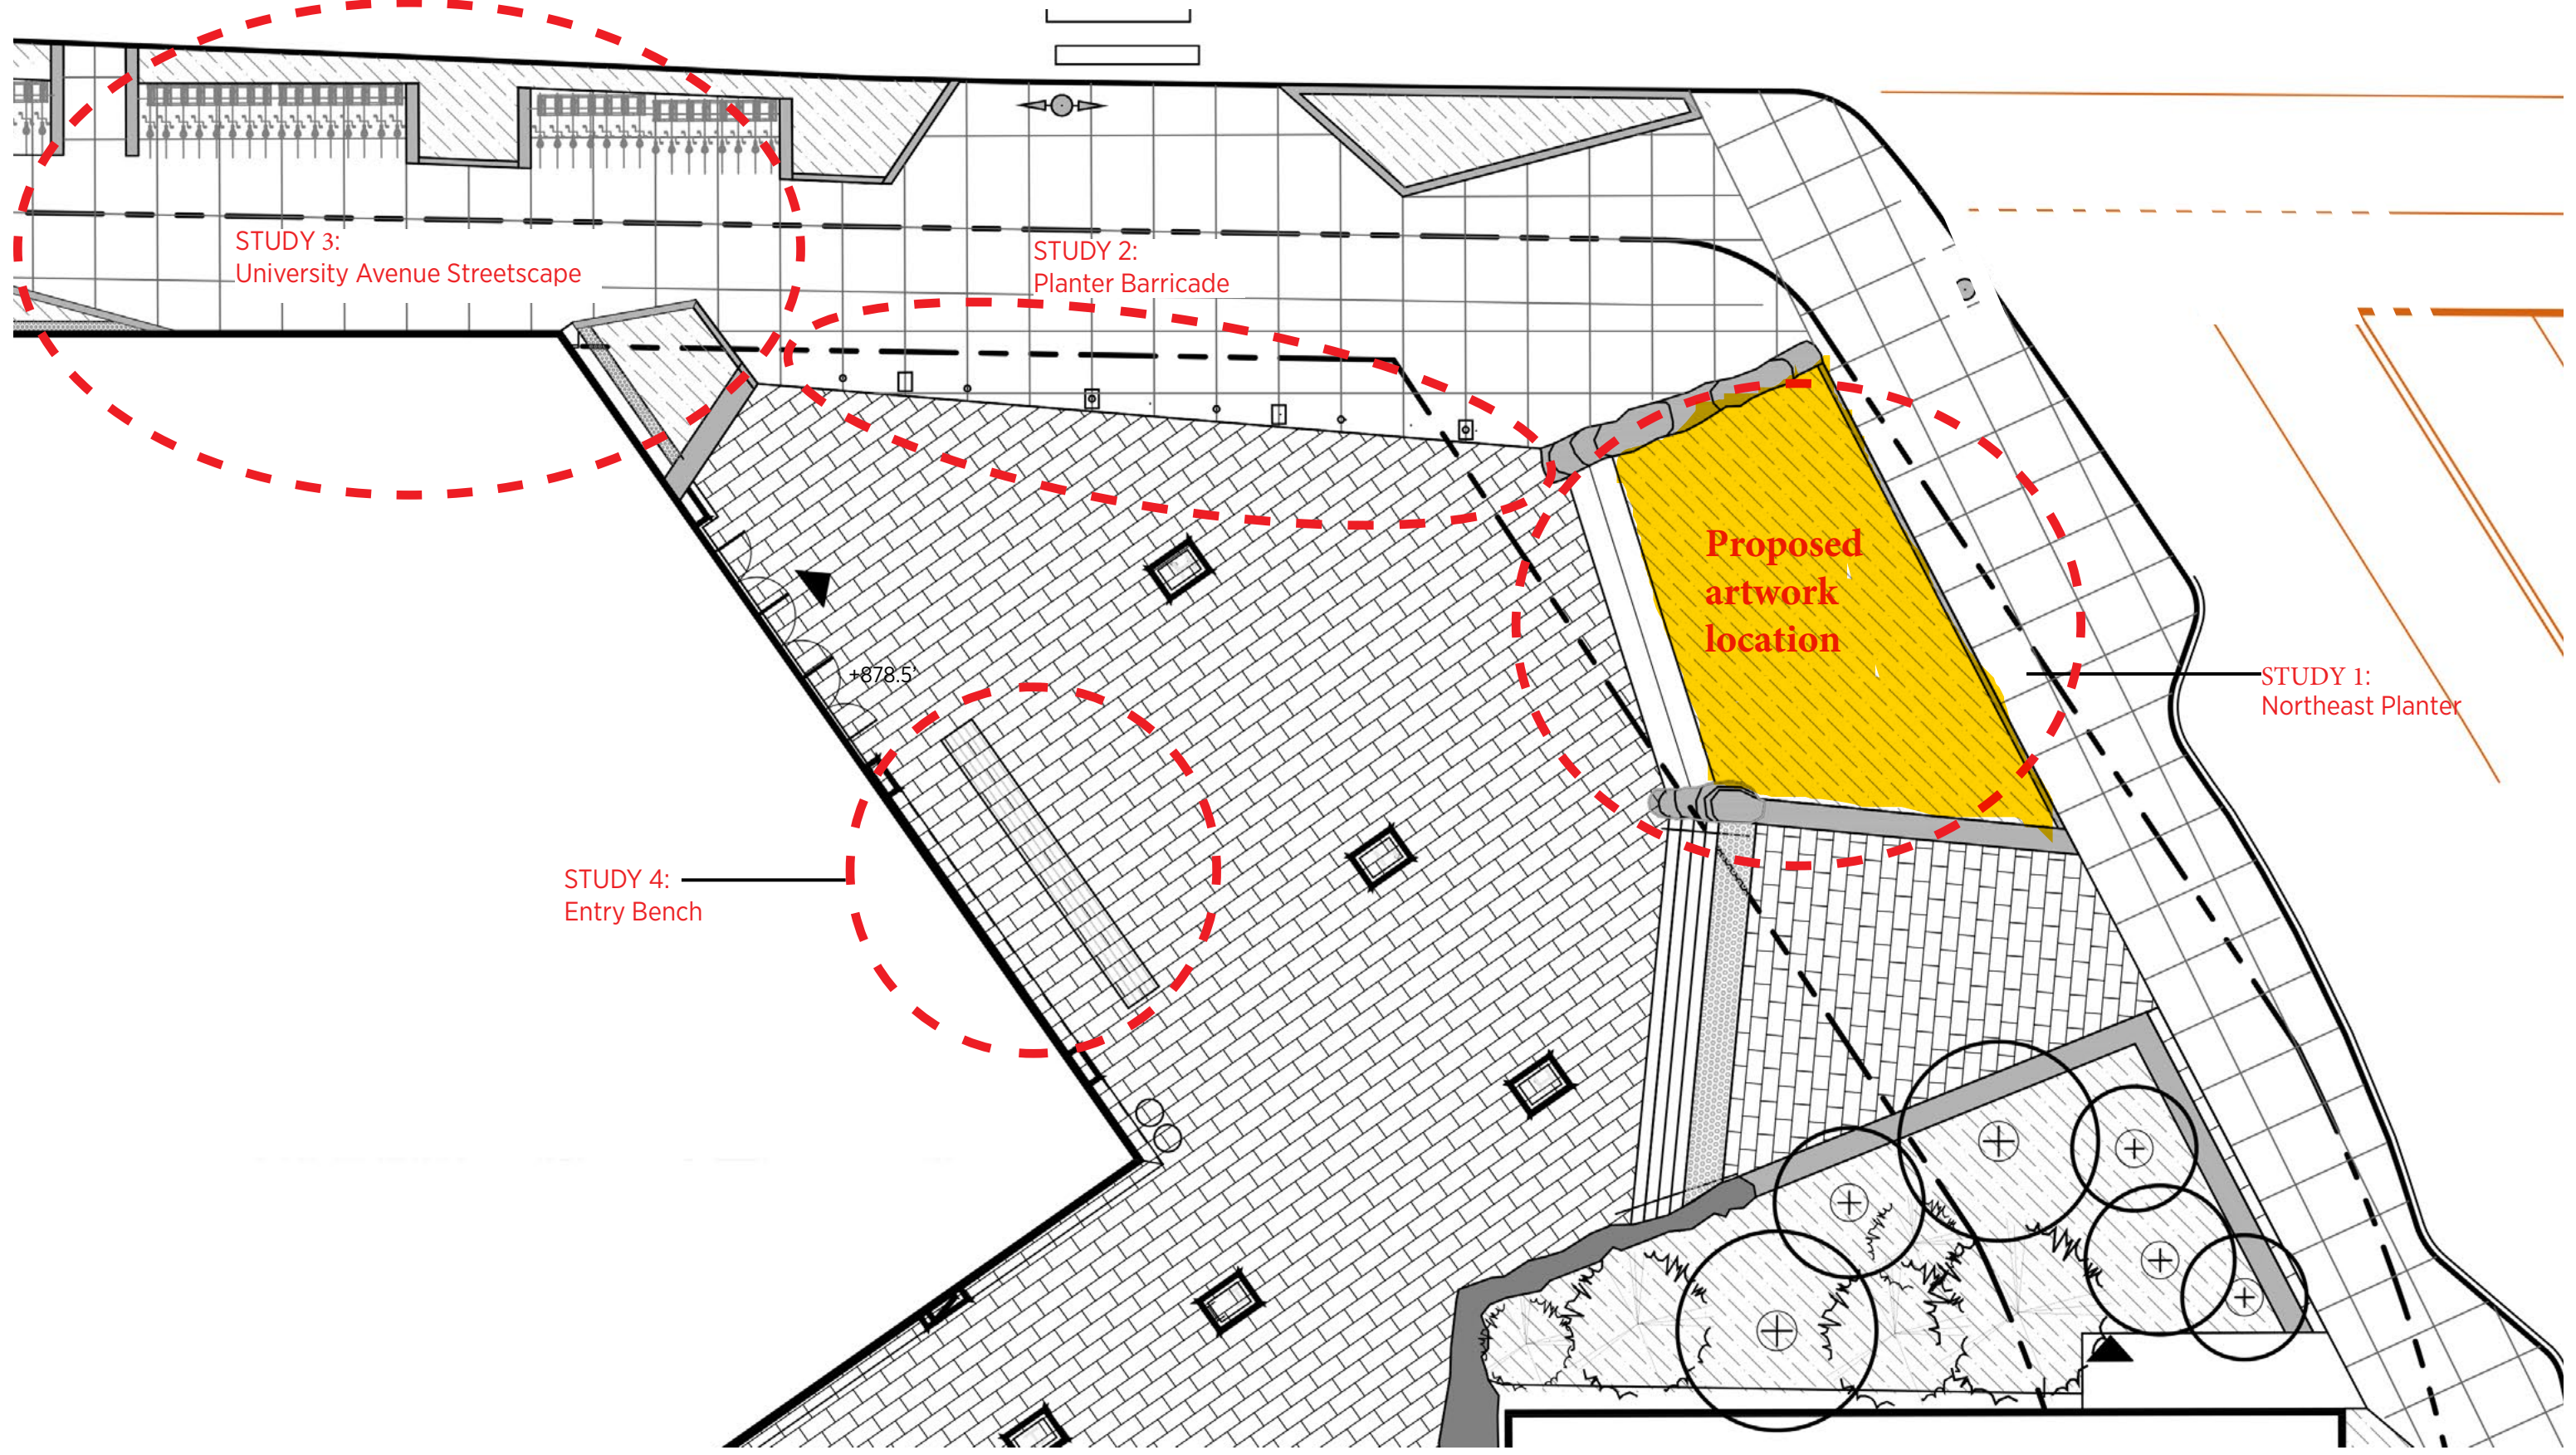 STUDY 3:
University Avenue Streetscape
STUDY 2:
Planter Barricade
Proposed
artwork
location
+878.5'
STUDY 1:
Northeast Planter
STUDY 4:
Entry Bench